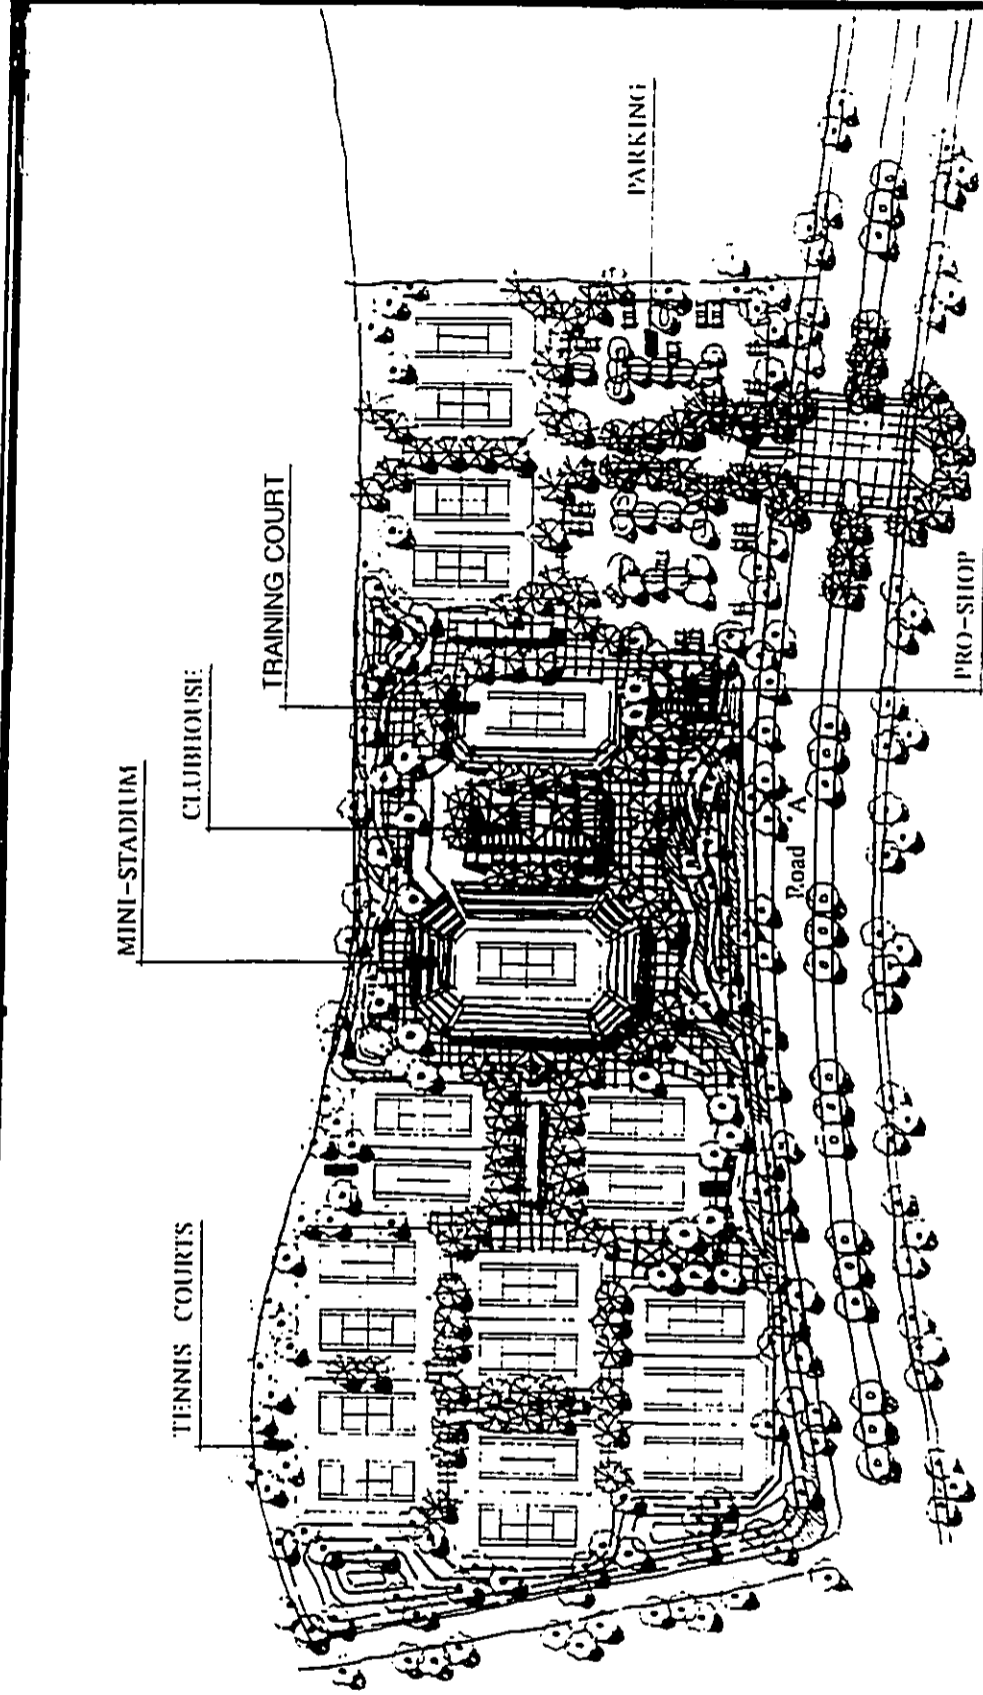 TENNIS COURTS
MINI-STADIUM
CLUBHOUSE
TRAINING COURT
PARKING
Road A
PRO-SHOP